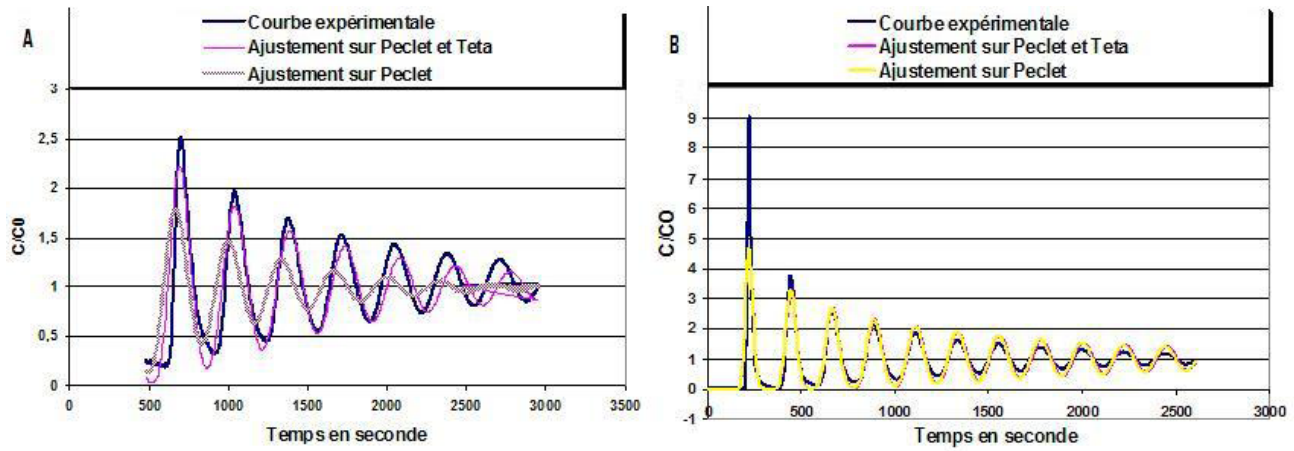 A
Courbe expérimentale
Ajustement sur Peclet et Teta
Ajustement sur Peclet
3
2,5
2
1,5
1
0,5
0
C/C0
0 500 1000 1500 2000 2500 3000 3500
Temps en seconde
B
Courbe expérimentale
Ajustement sur Peclet et Teta
Ajustement sur Peclet
9
8
7
6
5
4
3
2
1
0
-1
C/CO
0 500 1000 1500 2000 2500 3000
Temps en seconde